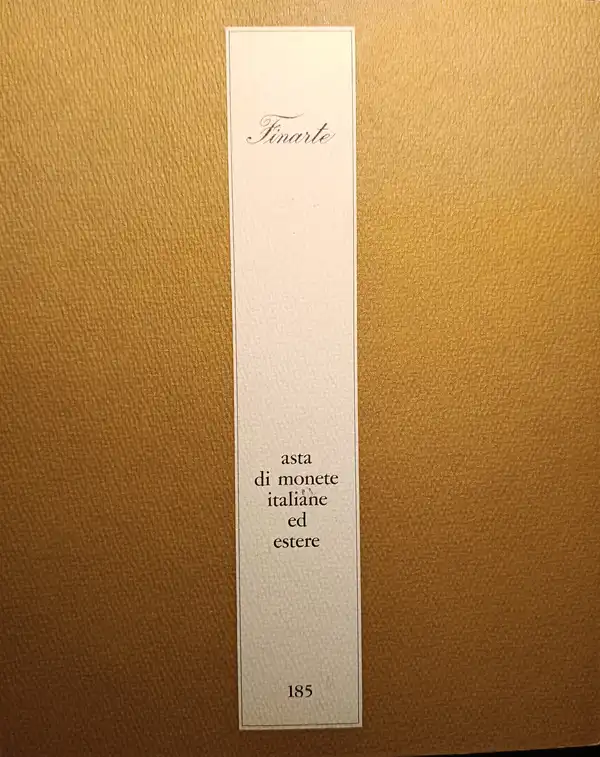 Finarte
asta
di monete
italiane
ed
estere
185